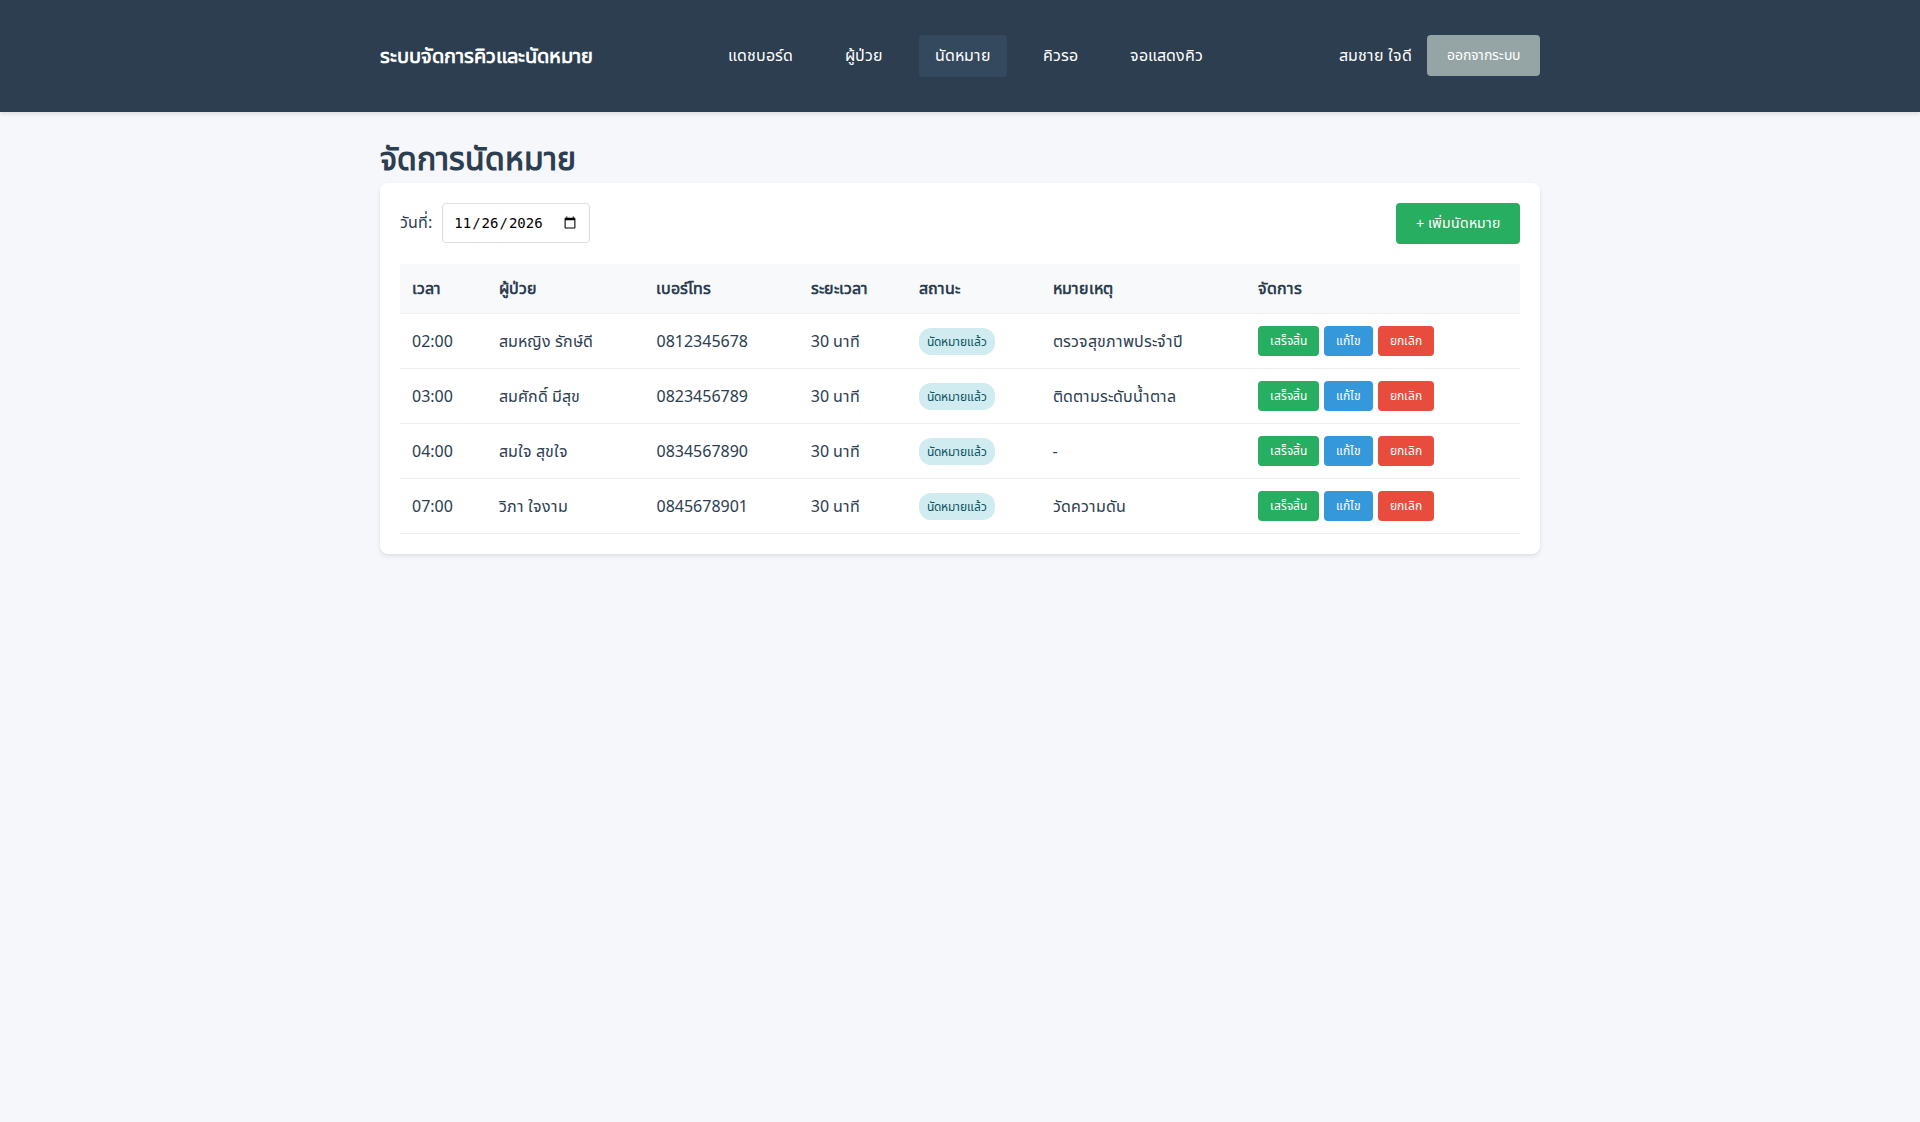 ระบบจัดการคิวและนัดหมาย แดชบอร์ด ผู้ป่วย นัดหมาย คิวรอ จอแสดงคิว สมชาย ใจดี ออกจากระบบ
จัดการนัดหมาย
วันที่: 11/26/2026 + เพิ่มนัดหมาย
เวลา ผู้ป่วย เบอร์โทร ระยะเวลา สถานะ หมายเหตุ จัดการ
02:00 สมหญิง รักษ์ดี 0812345678 30 นาที นัดหมายแล้ว ตรวจสุขภาพประจำปี เสร็จสิ้น แก้ไข ยกเลิก
03:00 สมศักดิ์ มีสุข 0823456789 30 นาที นัดหมายแล้ว ติดตามระดับน้ำตาล เสร็จสิ้น แก้ไข ยกเลิก
04:00 สมใจ สุขใจ 0834567890 30 นาที นัดหมายแล้ว - เสร็จสิ้น แก้ไข ยกเลิก
07:00 วิภา ใจงาม 0845678901 30 นาที นัดหมายแล้ว วัดความดัน เสร็จสิ้น แก้ไข ยกเลิก